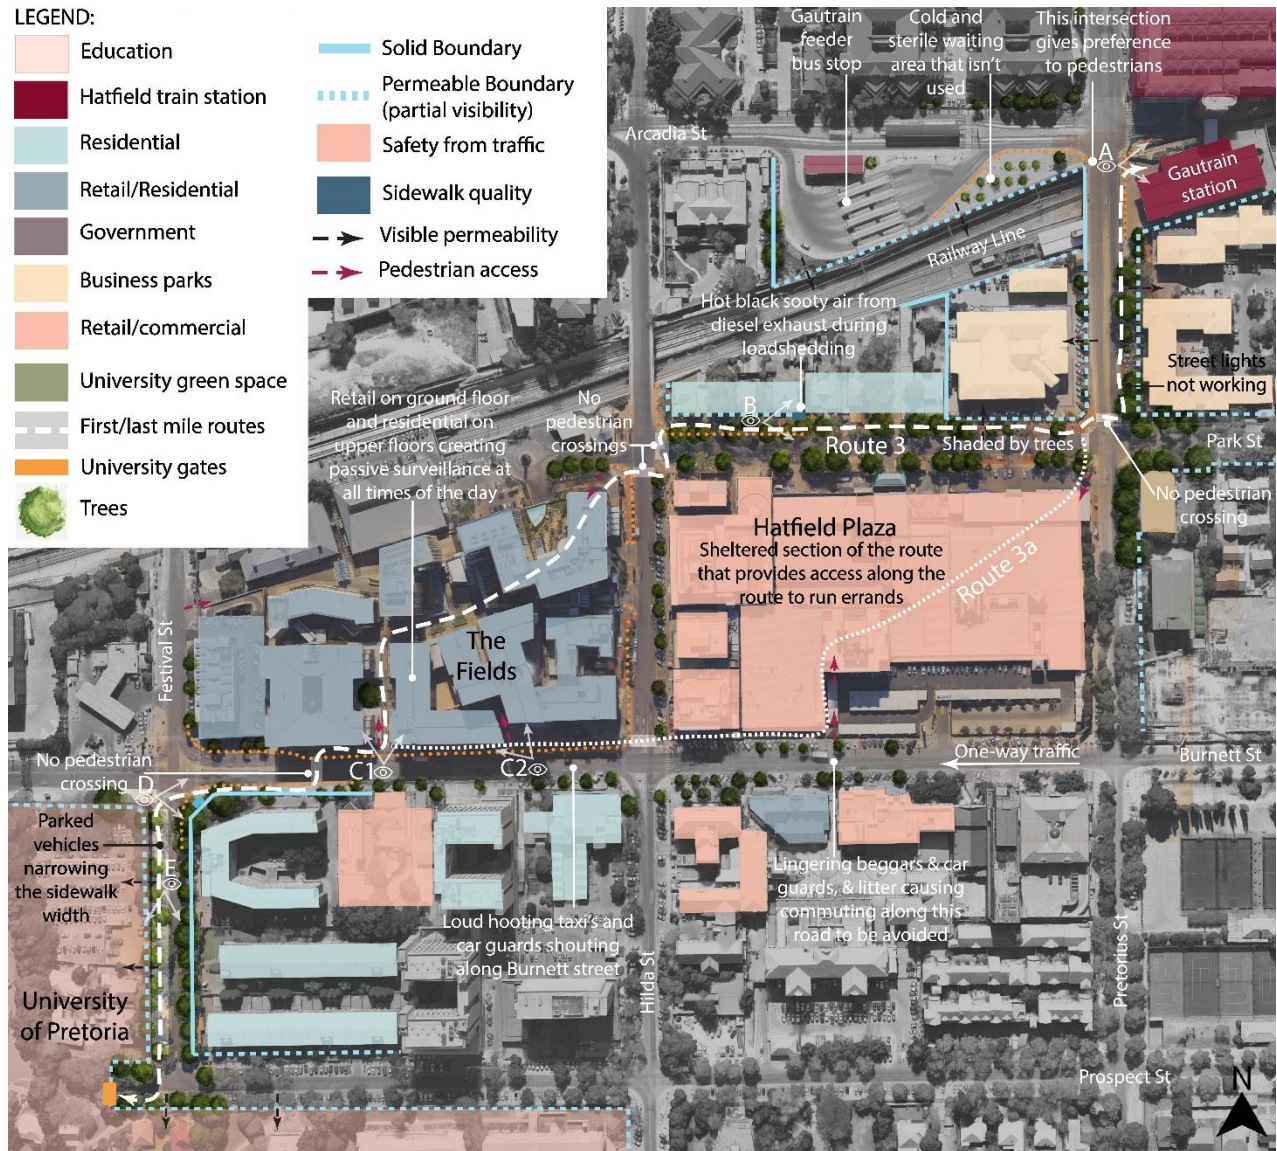 LEGEND:
Education
Hatfield train station
Residential
Retail/Residential
Government
Business parks
Retail/commercial
University green space
First/last mile routes
University gates
Trees
Solid Boundary
Permeable Boundary
(partial visibility)
Safety from traffic
Sidewalk quality
Visible permeability
Pedestrian access
Gautrain
feeder
bus stop
Cold and
sterile waiting
area that isn't
used
This intersection
gives preference
to pedestrians
Arcadia St
A
Gautrain
station
Railway Line
Hot black sooty air from
diesel exhaust during
loadshedding
Street lights
not working
Retail on ground floor
and residential on
upper floors creating
passive surveillance at
all times of the day
No
pedestrian
crossings
B
Route 3
Shaded by trees
Park St
No pedestrian
crossing
Hatfield Plaza
Sheltered section of the route
that provides access along the
route to run errands
Route 3a
The
Fields
Festival St
No pedestrian
crossing
C1
C2
One-way traffic
Burnett St
D
Parked
vehicles
narrowing
the sidewalk
width
E
Loud hooting taxi's and
car guards shouting
along Burnett street
Lingering beggars & car
guards, & litter causing
commuting along this
road to be avoided
Hilda St
Pretorius St
University
of Pretoria
Prospect St
N